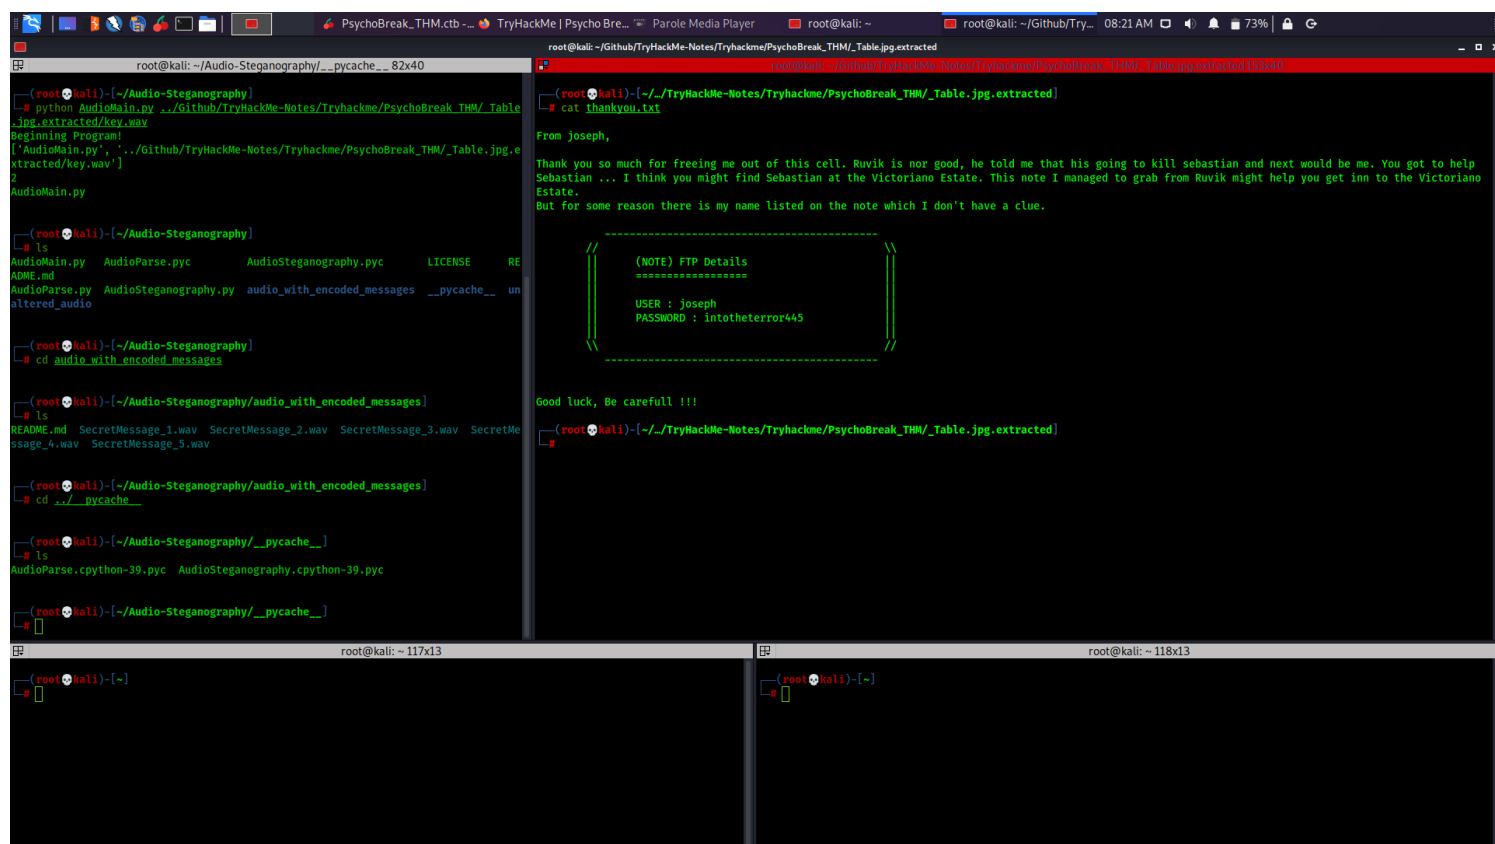 PsychoBreak_THM.ctb -... TryHackMe | Psycho Bre... Parole Media Player root@kali: ~ root@kali: ~/Github/Try... 08:21 AM 73%
root@kali: ~/Github/TryHackMe-Notes/Tryhackme/PsychoBreak_THM/_Table.jpg.extracted
root@kali: ~/Audio-Steganography/__pycache__ 82x40
(root💀kali)-[~/Audio-Steganography]
# python AudioMain.py ../Github/TryHackMe-Notes/Tryhackme/PsychoBreak_THM/_Table
.jpg.extracted/key.wav
Beginning Program!
['AudioMain.py', '../Github/TryHackMe-Notes/Tryhackme/PsychoBreak_THM/_Table.jpg.e
xtracted/key.wav']
2
AudioMain.py
(root💀kali)-[~/Audio-Steganography]
# ls
AudioMain.py AudioParse.pyc AudioSteganography.pyc LICENSE RE
ADME.md
AudioParse.py AudioSteganography.py audio_with_encoded_messages __pycache__ un
altered_audio
(root💀kali)-[~/Audio-Steganography]
# cd audio_with_encoded_messages
(root💀kali)-[~/Audio-Steganography/audio_with_encoded_messages]
# ls
README.md SecretMessage_1.wav SecretMessage_2.wav SecretMessage_3.wav SecretMe
ssage_4.wav SecretMessage_5.wav
(root💀kali)-[~/Audio-Steganography/audio_with_encoded_messages]
# cd ../__pycache__
(root💀kali)-[~/Audio-Steganography/__pycache__]
# ls
AudioParse.cpython-39.pyc AudioSteganography.cpython-39.pyc
(root💀kali)-[~/Audio-Steganography/__pycache__]
#
root@kali: ~/Github/TryHackMe-Notes/Tryhackme/PsychoBreak_THM/_Table.jpg.extracted 153x40
(root💀kali)-[~/…/TryHackMe-Notes/Tryhackme/PsychoBreak_THM/_Table.jpg.extracted]
# cat thankyou.txt
From joseph,
Thank you so much for freeing me out of this cell. Ruvik is nor good, he told me that his going to kill sebastian and next would be me. You got to help
Sebastian ... I think you might find Sebastian at the Victoriano Estate. This note I managed to grab from Ruvik might help you get inn to the Victoriano
Estate.
But for some reason there is my name listed on the note which I don't have a clue.
--------------------------------------------
// \\
|| (NOTE) FTP Details ||
|| ================== ||
|| ||
|| USER : joseph ||
|| PASSWORD : intotheterror445 ||
|| ||
\\ //
--------------------------------------------
Good luck, Be carefull !!!
(root💀kali)-[~/…/TryHackMe-Notes/Tryhackme/PsychoBreak_THM/_Table.jpg.extracted]
#
root@kali: ~ 117x13
(root💀kali)-[~]
#
root@kali: ~ 118x13
(root💀kali)-[~]
#